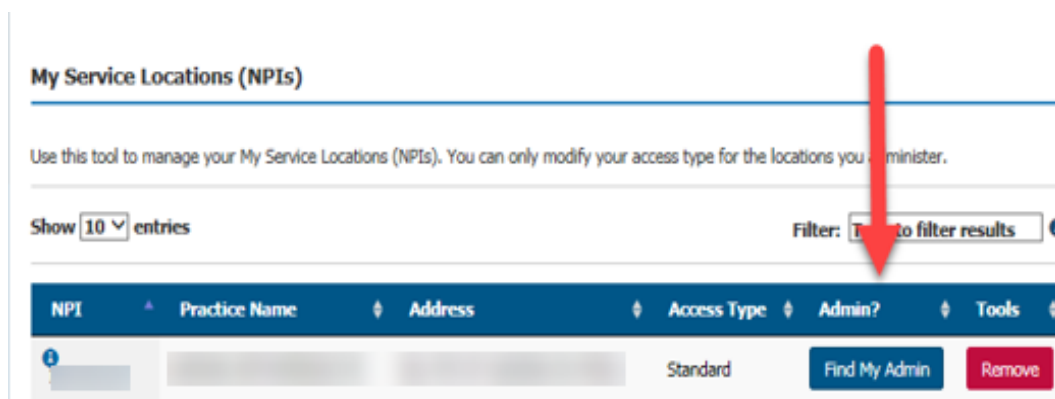 My Service Locations (NPIs)
Use this tool to manage your My Service Locations (NPIs). You can only modify your access type for the locations you administer.
Show 10 entries Filter: to filter results
NPI Practice Name Address Access Type Admin? Tools
Standard Find My Admin Remove